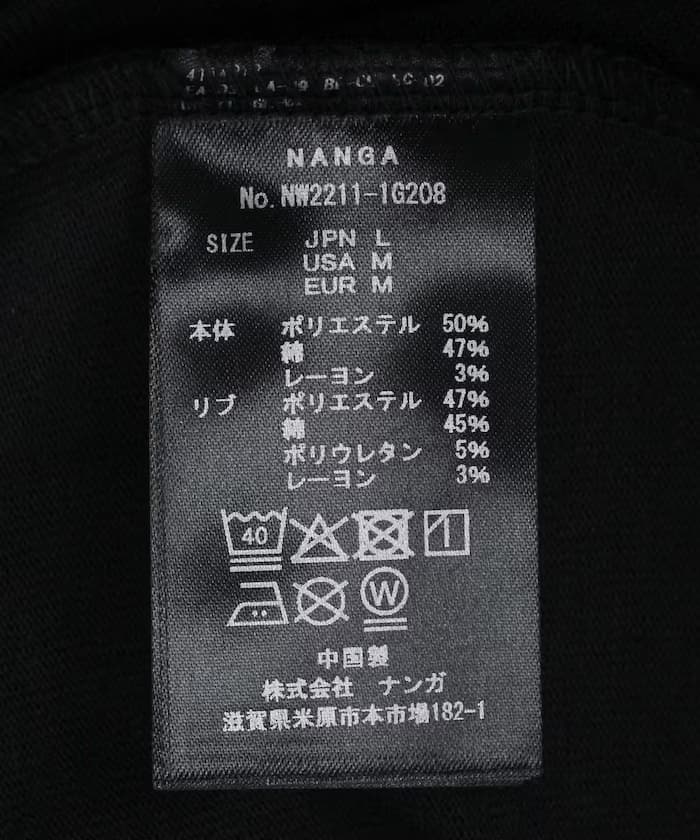 NANGA
No. NW2211-1G208
SIZE JPN L
USA M
EUR M
本体 ポリエステル 50%
綿 47%
レーヨン 3%
リブ ポリエステル 47%
綿 45%
ポリウレタン 5%
レーヨン 3%
40
W
中国製
株式会社 ナンガ
滋賀県米原市本市場182-1